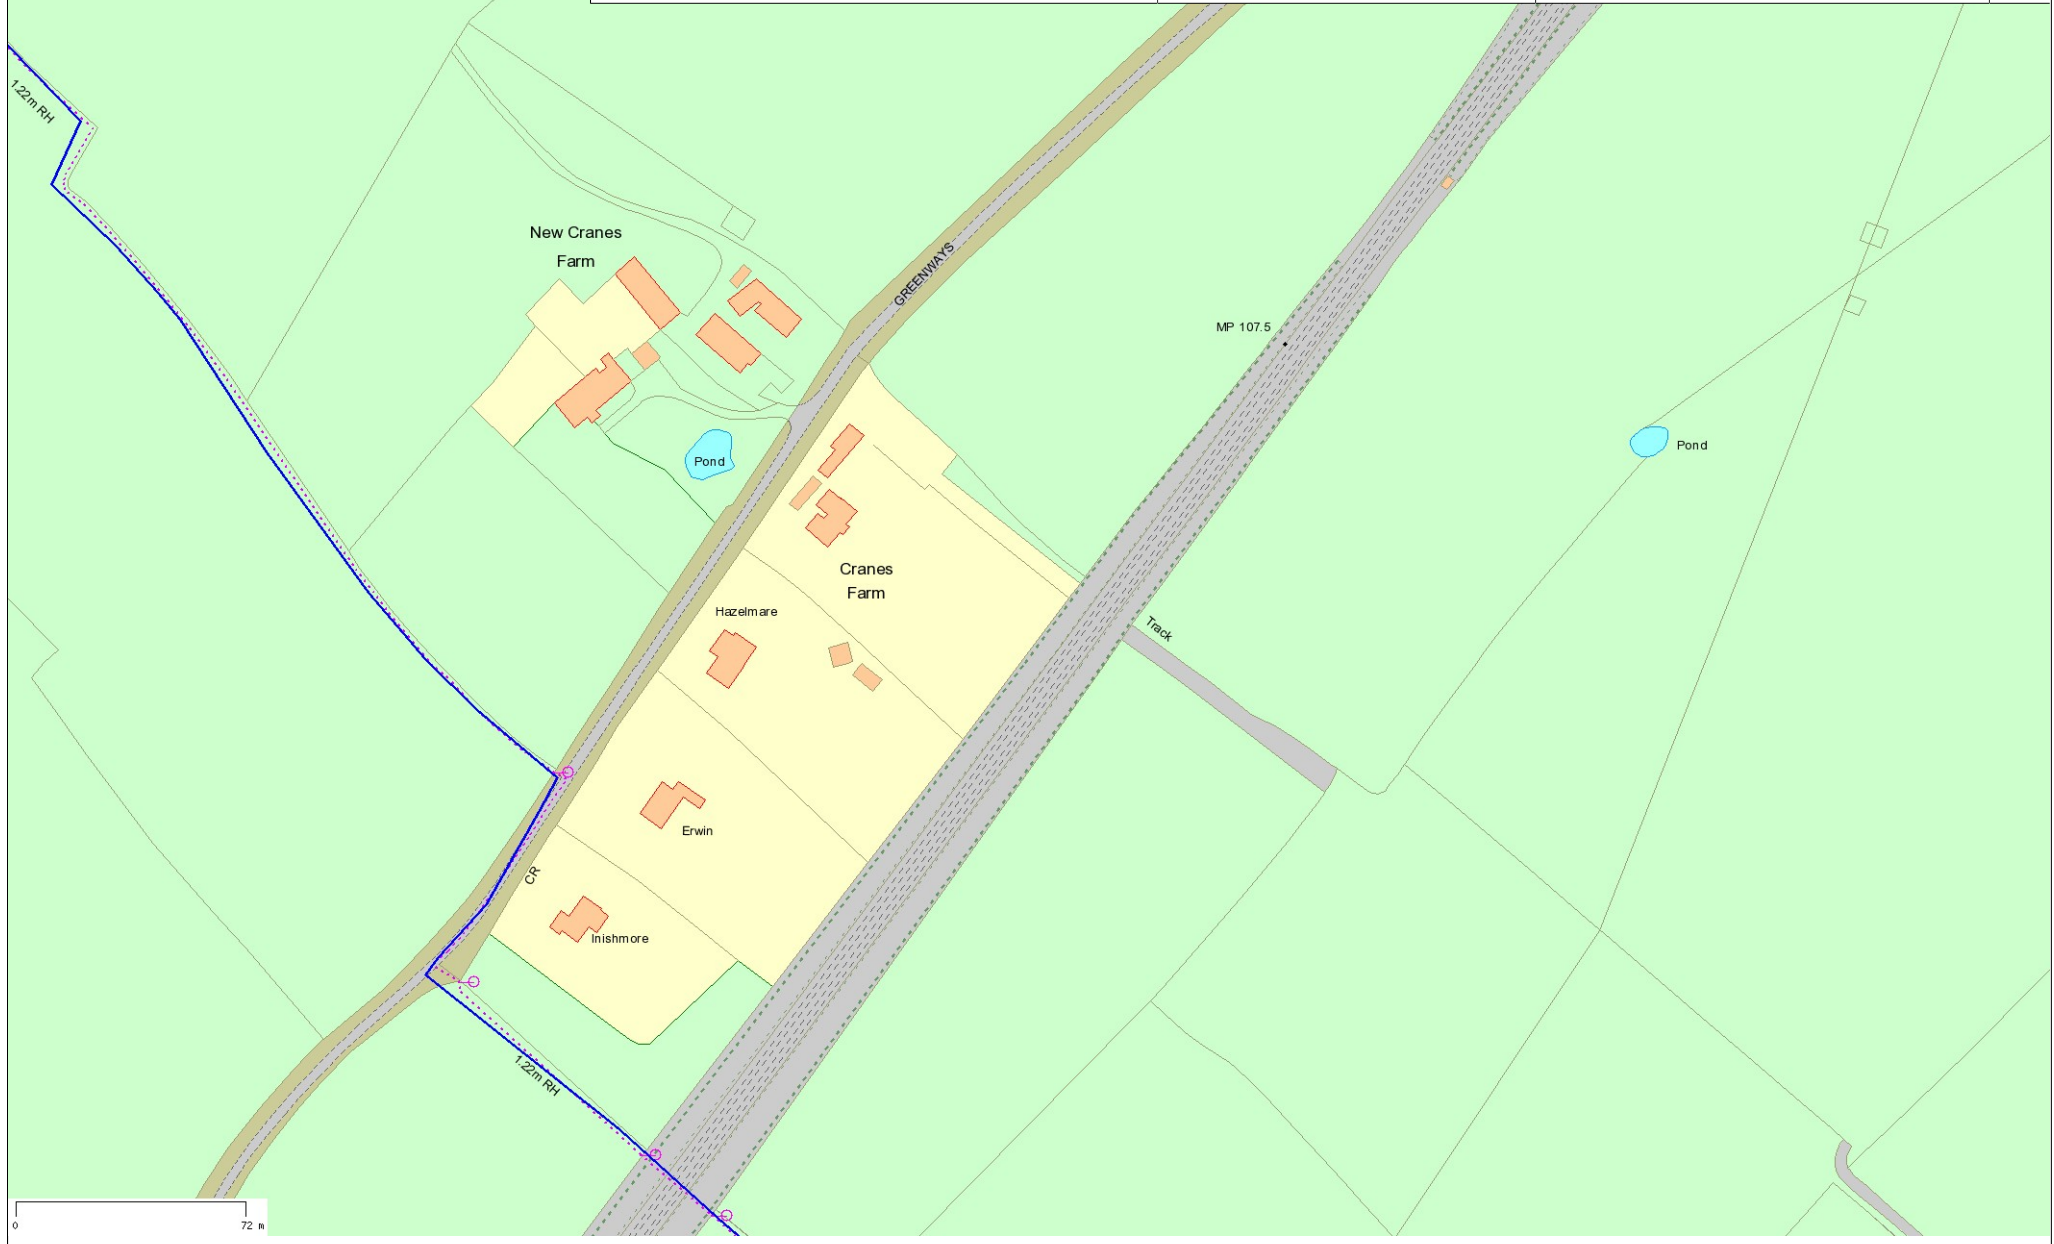 1.22m RH
New Cranes
Farm
GREENWAYS
MP 107.5
Pond
Pond
Cranes
Farm
Hazelmare
Track
Erwin
CR
Inishmore
1.22m RH
0
72 m